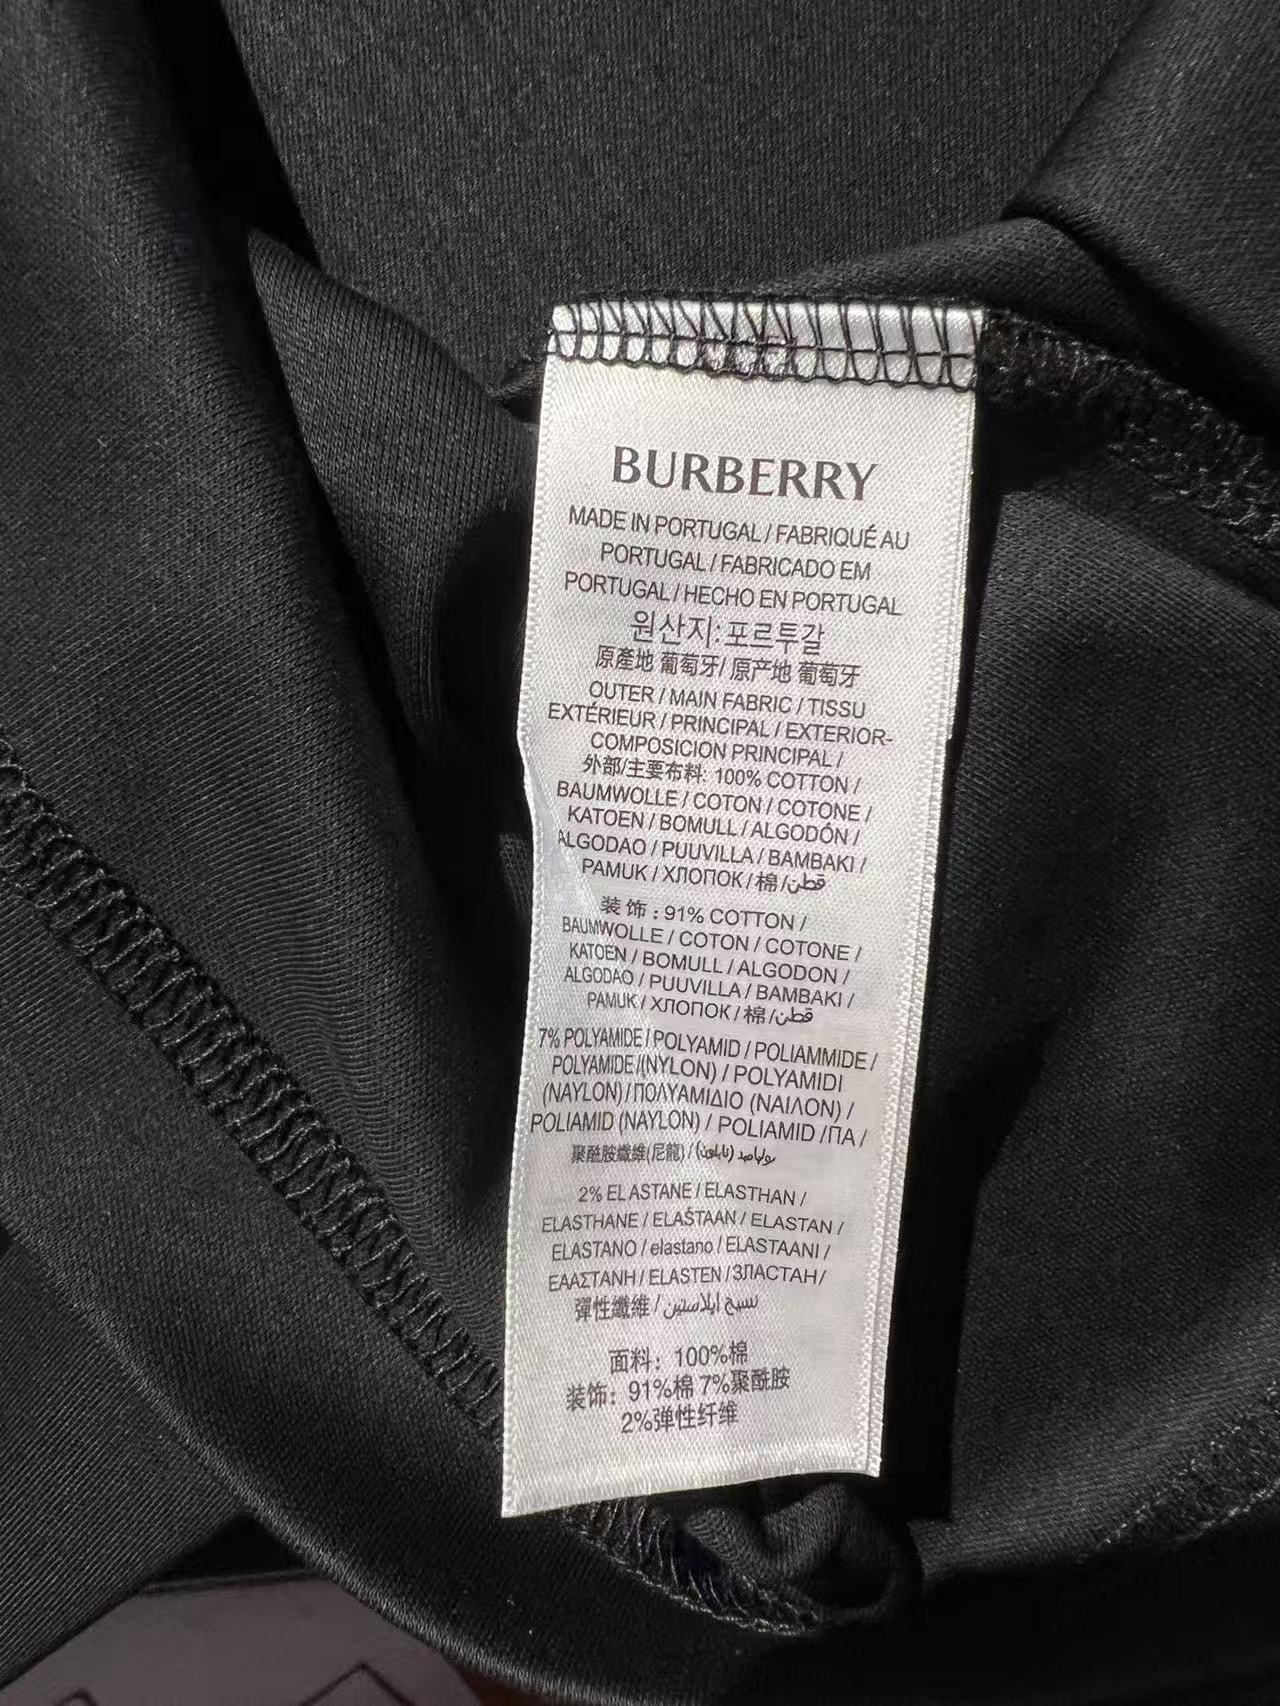 BURBERRY
MADE IN PORTUGAL / FABRIQUÉ AU
PORTUGAL / FABRICADO EM
PORTUGAL / HECHO EN PORTUGAL
원산지: 포르투갈
原產地 葡萄牙/ 原产地 葡萄牙
OUTER / MAIN FABRIC / TISSU
EXTÉRIEUR / PRINCIPAL / EXTERIOR-
COMPOSICION PRINCIPAL /
外部/主要布料: 100% COTTON /
BAUMWOLLE / COTON / COTONE /
KATOEN / BOMULL / ALGODÓN /
ALGODAO / PUUVILLA / BAMBAKI /
PAMUK / ХЛОПОК / 棉 /قطن
装 饰 : 91% COTTON /
BAUMWOLLE / COTON / COTONE /
KATOEN / BOMULL / ALGODON /
ALGODAO / PUUVILLA / BAMBAKI /
PAMUK / ХЛОПОК / 棉 /قطن
7% POLYAMIDE / POLYAMID / POLIAMMIDE /
POLYAMIDE /(NYLON) / POLYAMIDI
(NAYLON) / ΠΟΛΥΑΜΙΔΙΟ (ΝΑΙΛΟΝ) /
POLIAMID (NAYLON) / POLIAMID /ПА /
聚酰胺纖維(尼龍) / (نايلون) بولياميد
2% ELASTANE / ELASTHAN /
ELASTHANE / ELASTAAN / ELASTAN /
ELASTANO / elastano / ELASTAANI /
ΕΛΑΣΤΑΝΗ / ELASTEN /ЭЛАСТАН/
彈性纖維 / نسيج ايلاستين
面料: 100%棉
装饰: 91%棉 7%聚酰胺
2%弹性纤维